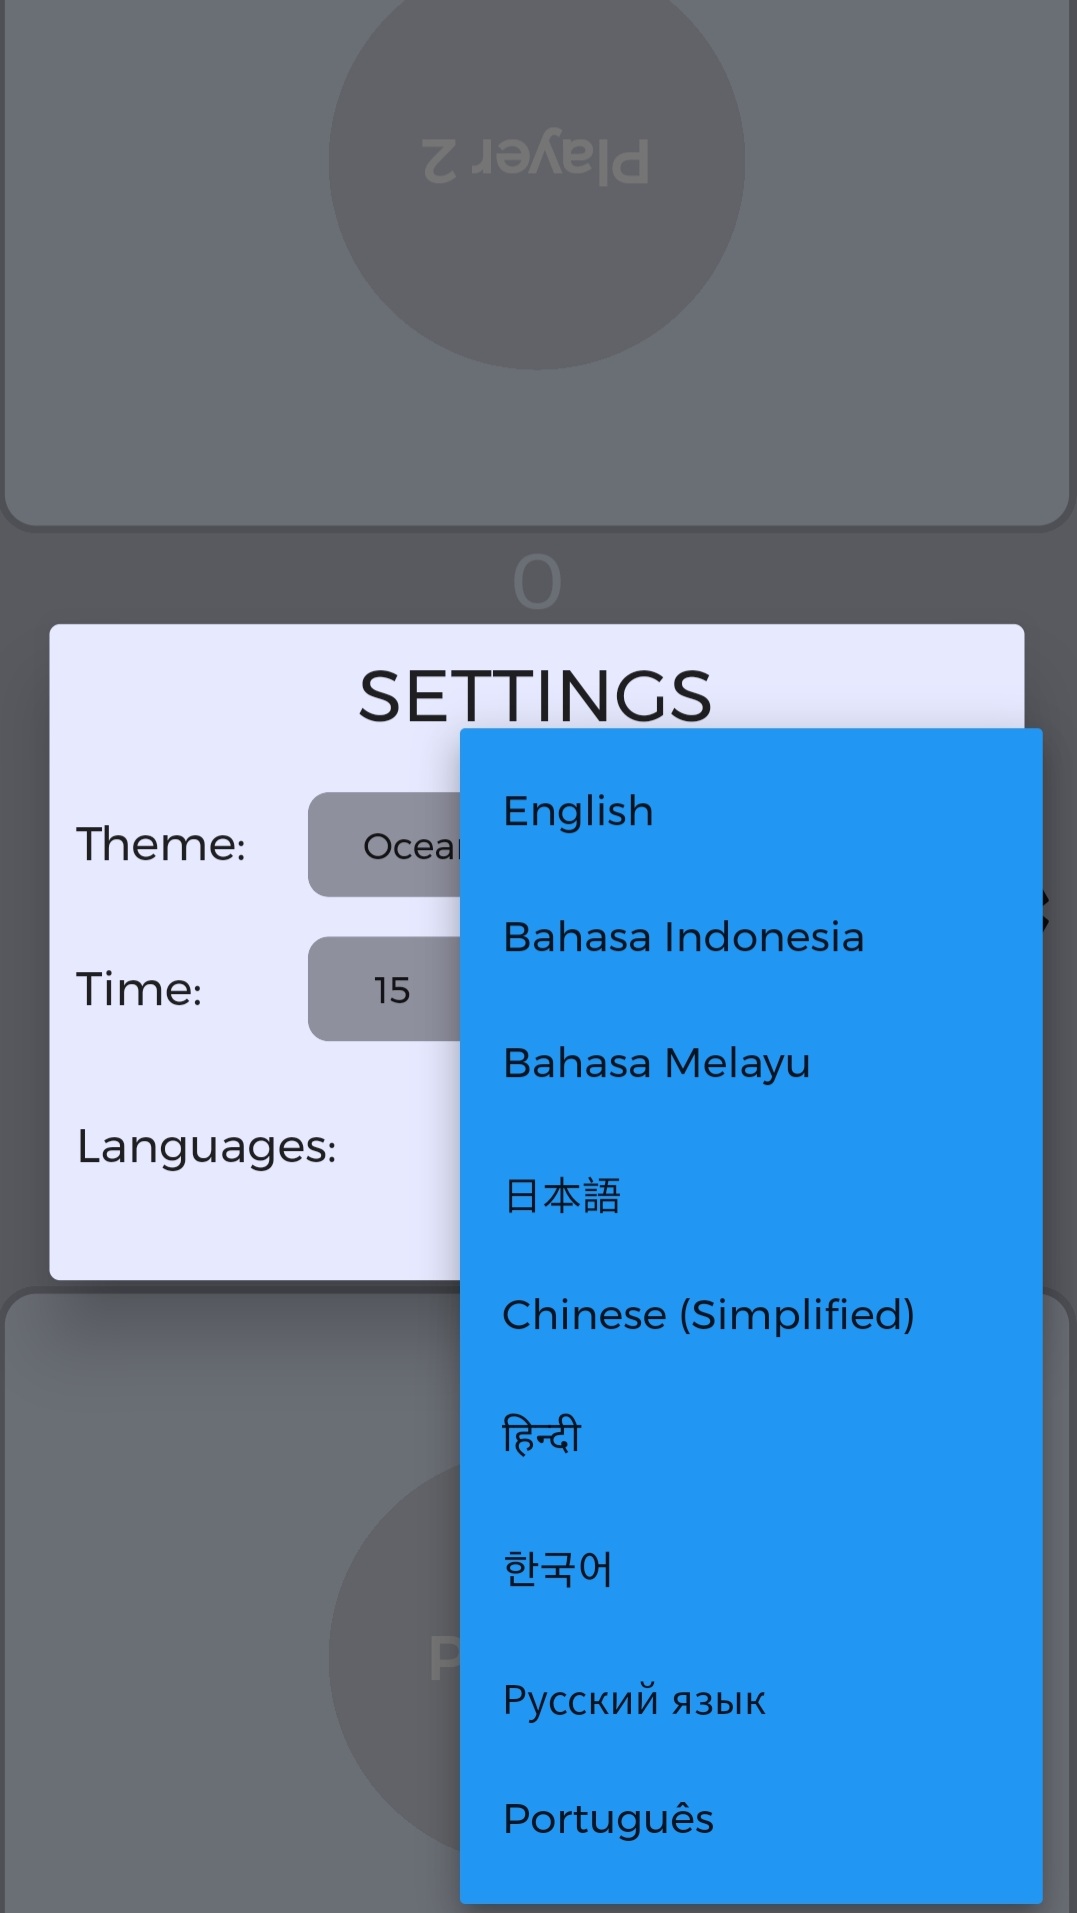 Player 2
0
SETTINGS
Theme:
Time:
15
Languages:
English
Bahasa Indonesia
Bahasa Melayu
日本語
Chinese (Simplified)
हिन्दी
한국어
Русский язык
Português